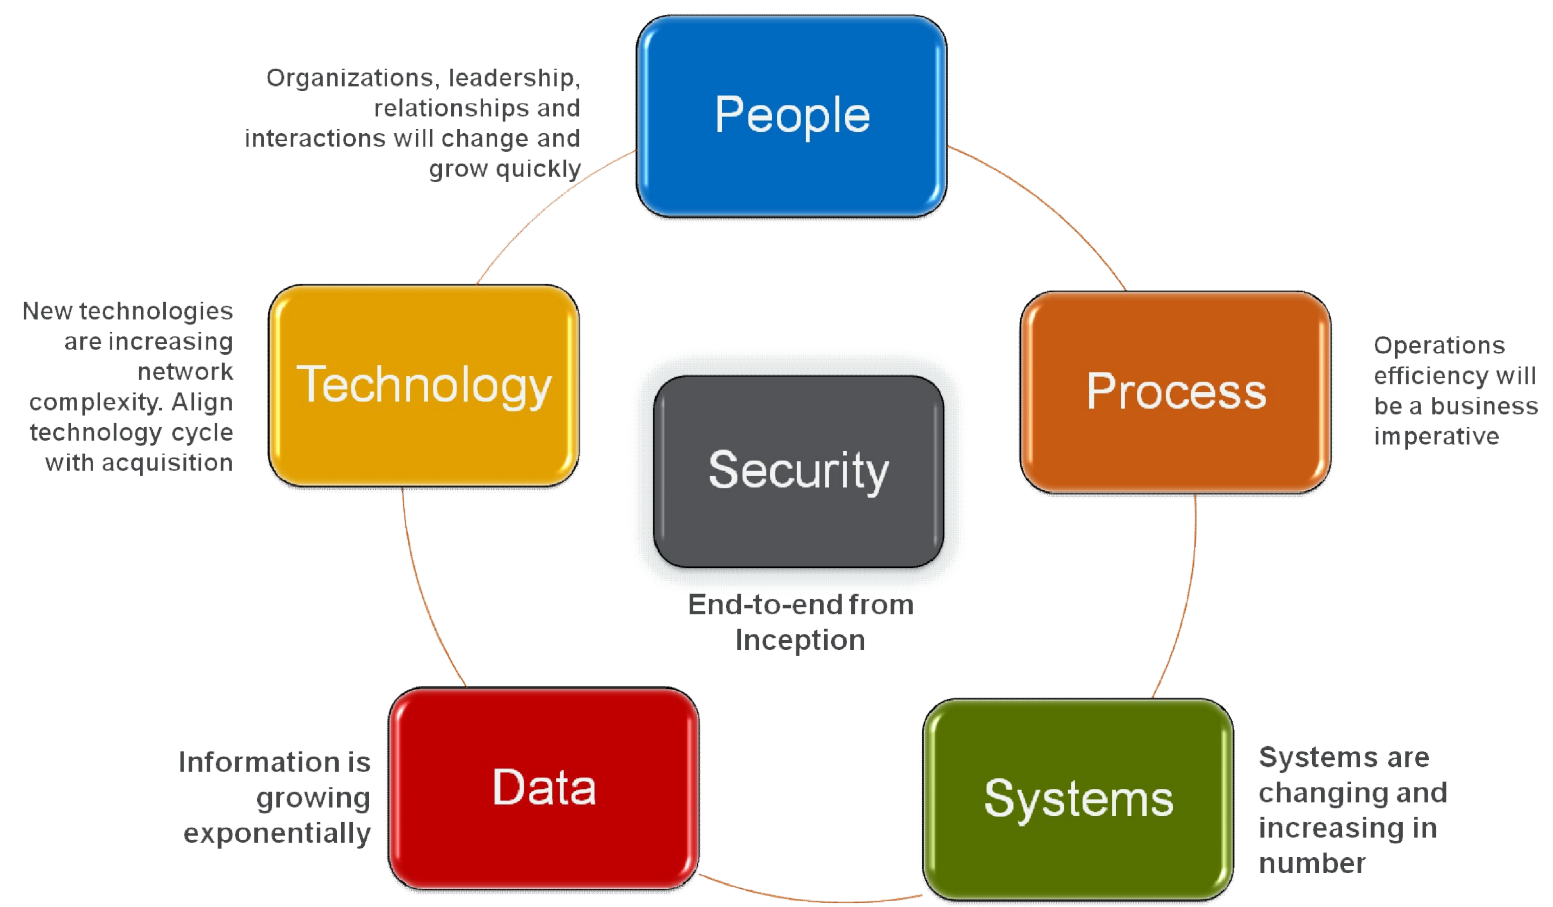 People
Organizations, leadership,
relationships and
interactions will change and
grow quickly
Process
Operations
efficiency will
be a business
imperative
Systems
Systems are
changing and
increasing in
number
Data
Information is
growing
exponentially
Technology
New technologies
are increasing
network
complexity. Align
technology cycle
with acquisition
Security
End-to-end from
Inception